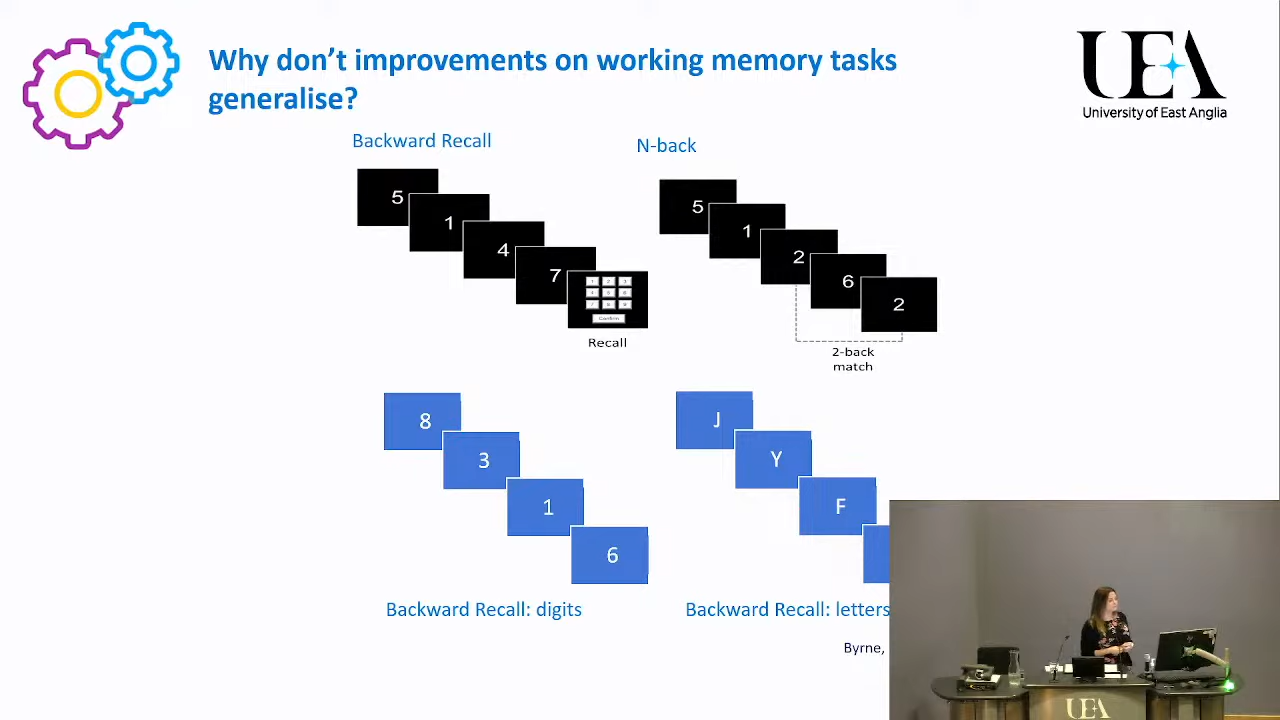 Why don't improvements on working memory tasks
generalise?
UEA
University of East Anglia
Backward Recall
N-back
5
1
4
7
Confirm
Recall
5
1
2
6
2
2-back
match
8
3
1
6
J
Y
F
Backward Recall: digits
Backward Recall: letters
Byrne,
UEA